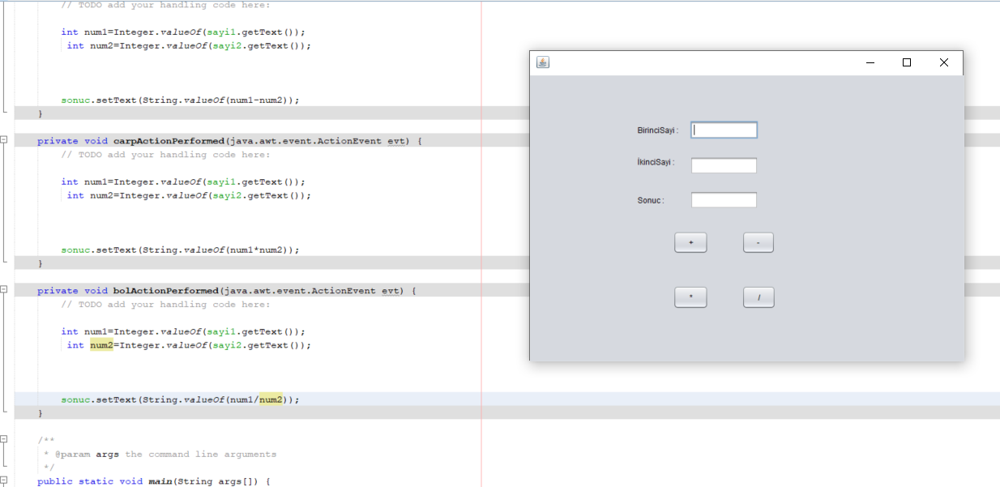 // TODO add your handling code here:
int num1=Integer.valueOf(sayi1.getText());
int num2=Integer.valueOf(sayi2.getText());
sonuc.setText(String.valueOf(num1-num2));
}
private void carpActionPerformed(java.awt.event.ActionEvent evt) {
// TODO add your handling code here:
int num1=Integer.valueOf(sayi1.getText());
int num2=Integer.valueOf(sayi2.getText());
sonuc.setText(String.valueOf(num1*num2));
}
private void bolActionPerformed(java.awt.event.ActionEvent evt) {
// TODO add your handling code here:
int num1=Integer.valueOf(sayi1.getText());
int num2=Integer.valueOf(sayi2.getText());
sonuc.setText(String.valueOf(num1/num2));
}
/**
* @param args the command line arguments
*/
public static void main(String args[]) {
BirinciSayi :
İkinciSayi :
Sonuc :
+ -
* /